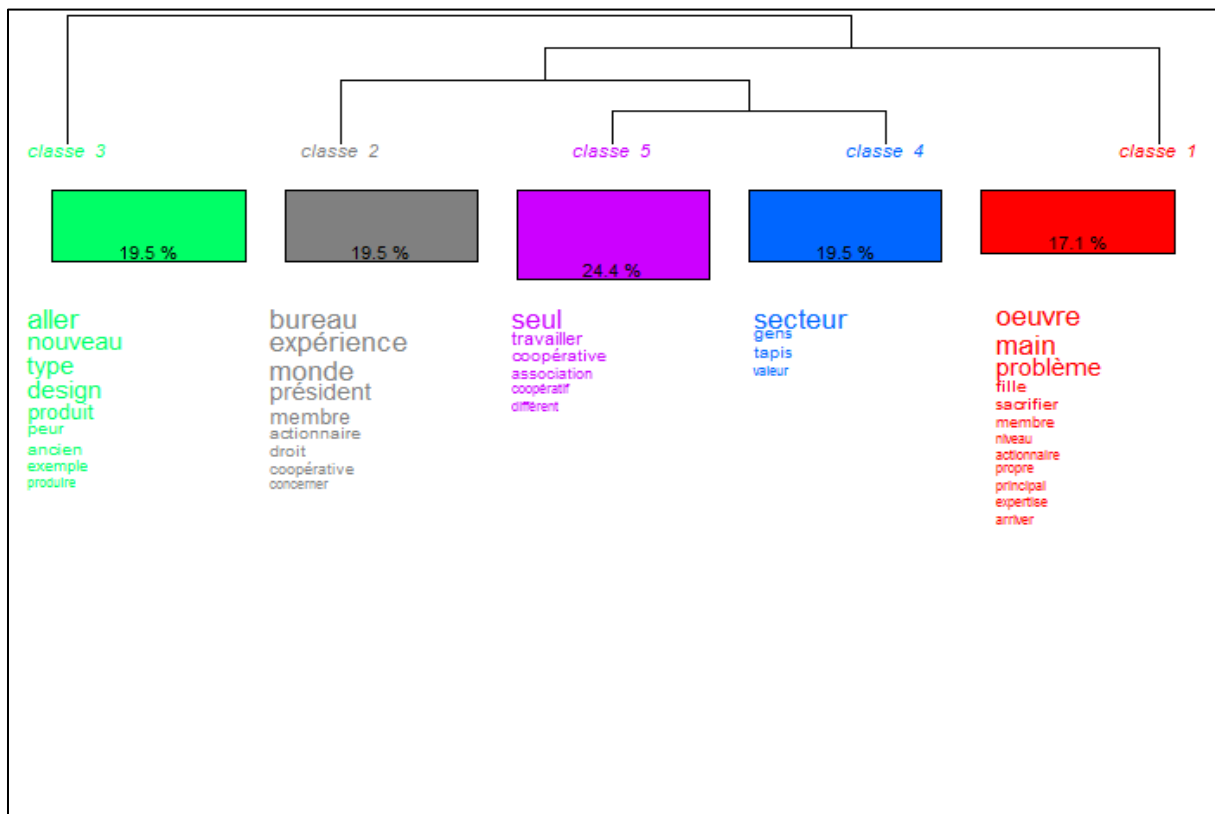 classe 3
classe 2
classe 5
classe 4
classe 1
19.5 %
19.5 %
24.4 %
19.5 %
17.1 %
aller
nouveau
type
design
produit
peur
ancien
exemple
produire
bureau
expérience
monde
président
membre
actionnaire
droit
coopérative
concerner
seul
travailler
coopérative
association
coopératif
différent
secteur
gens
tapis
valeur
oeuvre
main
problème
fille
sacrifier
membre
niveau
actionnaire
propre
principal
expertise
arriver